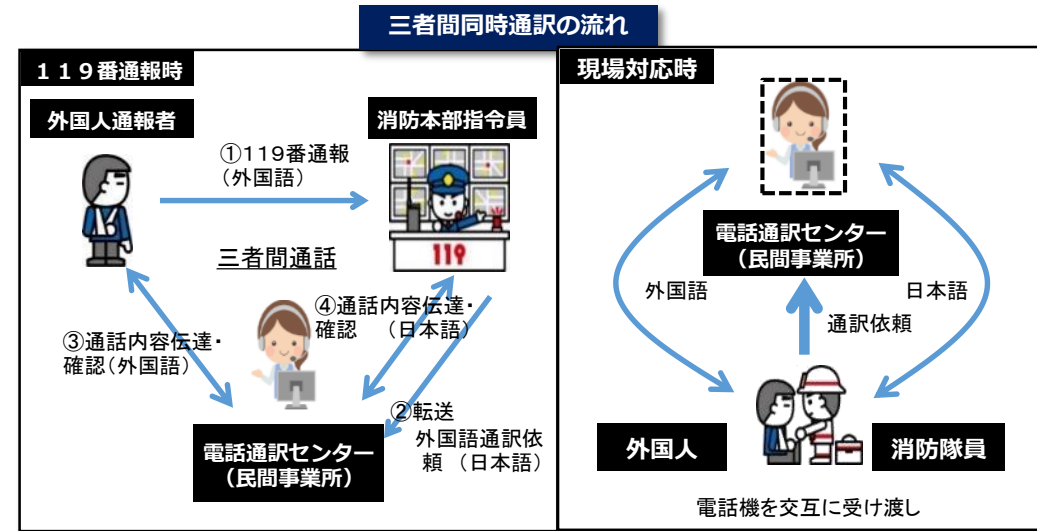 三者間同時通訳の流れ
119番通報時
外国人通報者
消防本部指令員
①119番通報
(外国語)
119
三者間通話
④通話内容伝達・
確認 (日本語)
③通話内容伝達・
確認(外国語)
②転送
外国語通訳依
頼 (日本語)
電話通訳センター
(民間事業所)
現場対応時
電話通訳センター
(民間事業所)
外国語
日本語
通訳依頼
外国人
消防隊員
電話機を交互に受け渡し